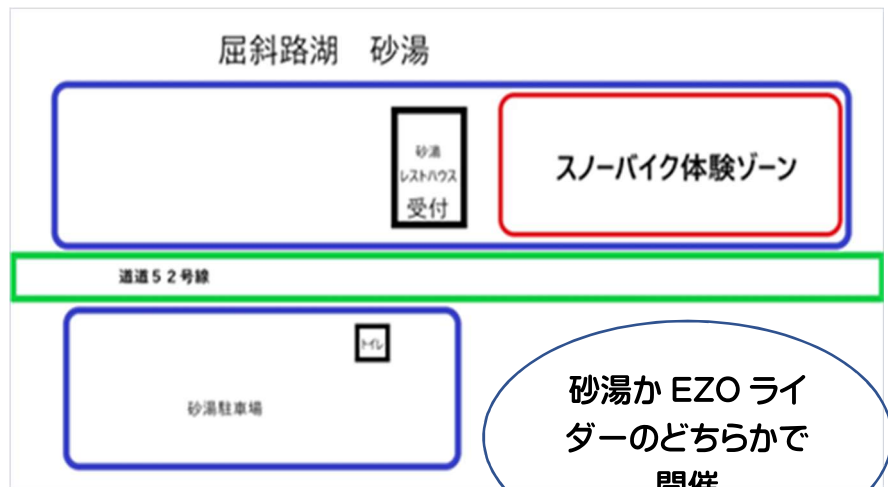 屈斜路湖　砂湯
砂湯
レストハウス
受付
スノーバイク体験ゾーン
道道５２号線
トイレ
砂湯駐車場
砂湯か EZO ライ
ダーのどちらかで
開催